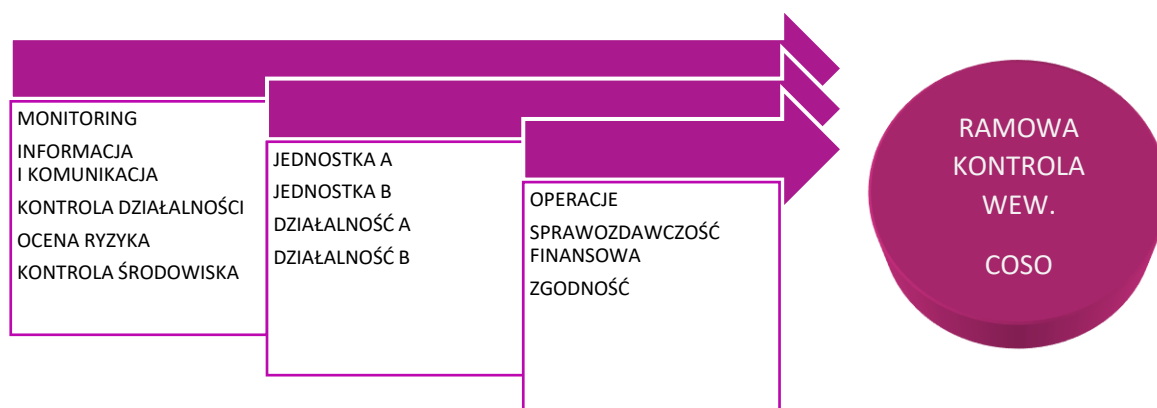 MONITORING
INFORMACJA
I KOMUNIKACJA
KONTROLA DZIAŁALNOŚCI
OCENA RYZYKA
KONTROLA ŚRODOWISKA
JEDNOSTKA A
JEDNOSTKA B
DZIAŁALNOŚĆ A
DZIAŁALNOŚĆ B
OPERACJE
SPRAWOZDAWCZOŚĆ
FINANSOWA
ZGODNOŚĆ
RAMOWA
KONTROLA
WEW.
COSO